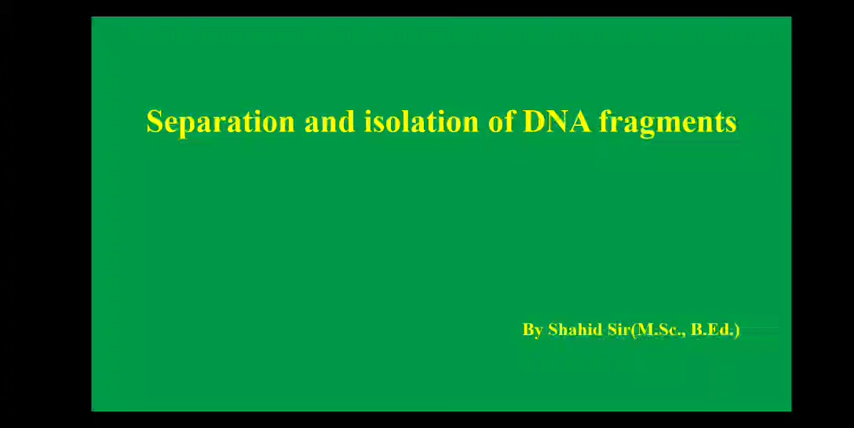 Separation and isolation of DNA fragments
By Shahid Sir(M.Sc., B.Ed.)